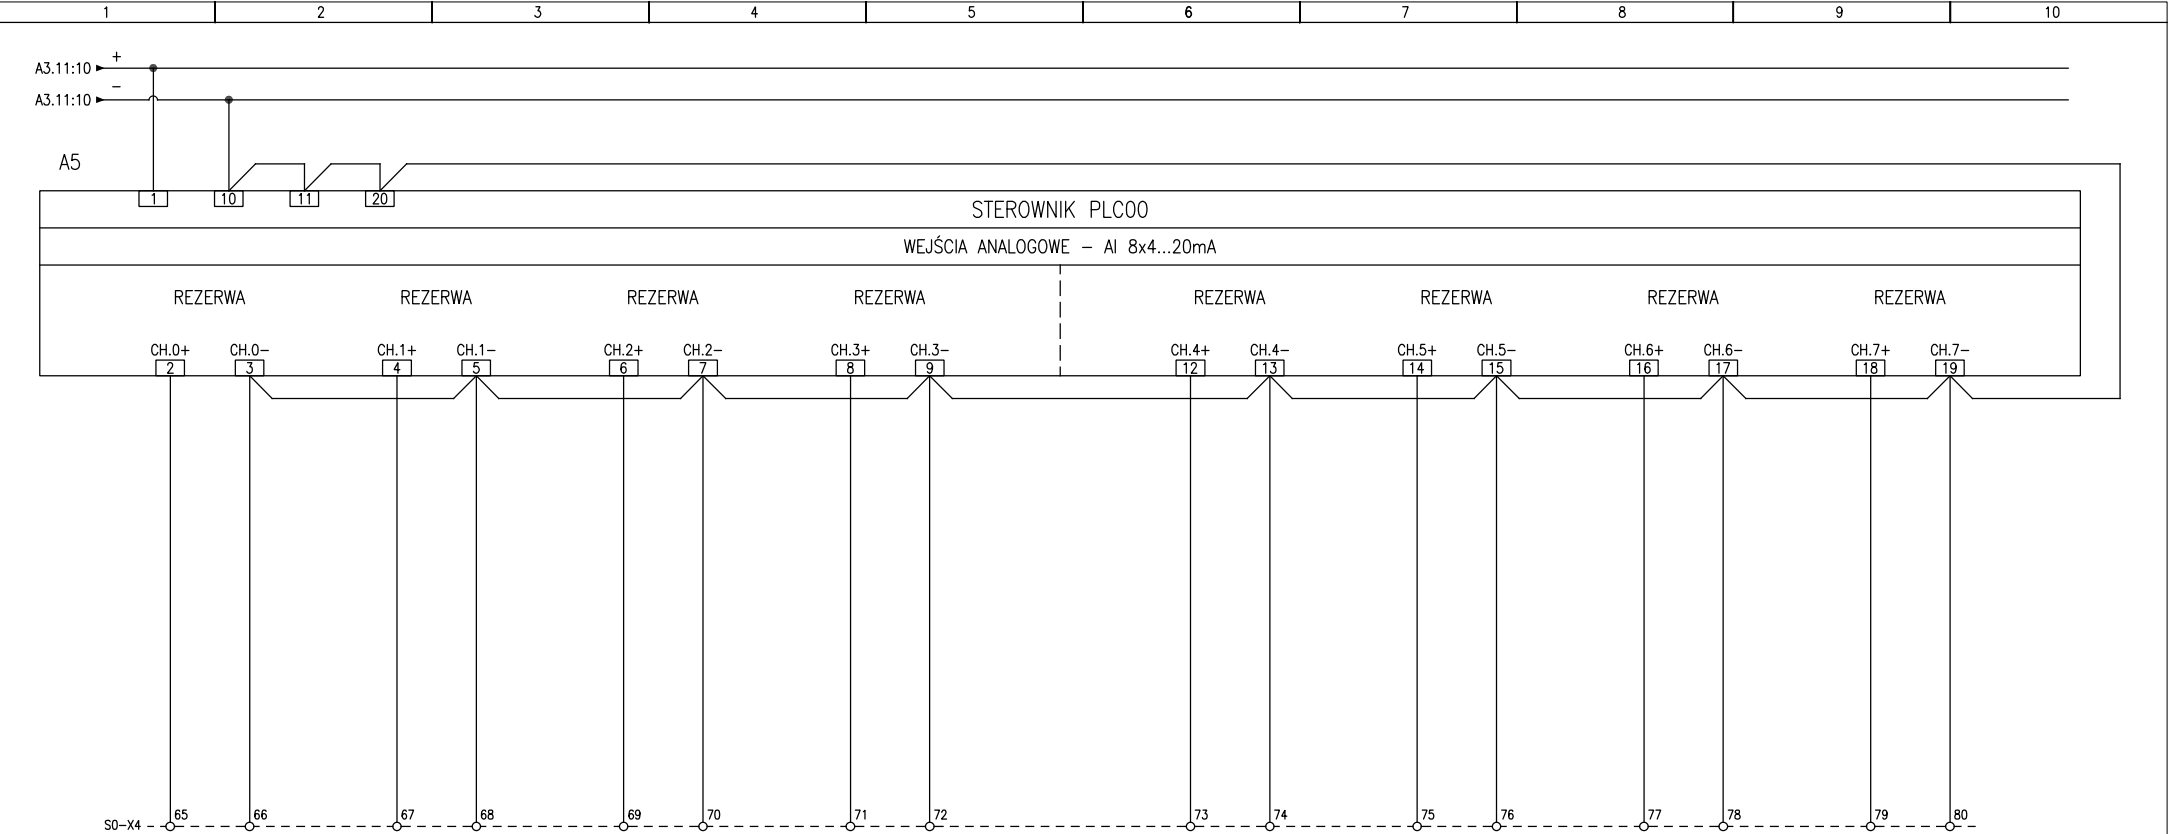 1 2 3 4 5 6 7 8 9 10
+
A3.11:10
−
A3.11:10
A5
1 10 11 20
STEROWNIK PLC00
WEJŚCIA ANALOGOWE − AI 8x4...20mA
REZERWA REZERWA REZERWA REZERWA REZERWA REZERWA REZERWA REZERWA
CH.0+ CH.0− CH.1+ CH.1− CH.2+ CH.2− CH.3+ CH.3− CH.4+ CH.4− CH.5+ CH.5− CH.6+ CH.6− CH.7+ CH.7−
2 3 4 5 6 7 8 9 12 13 14 15 16 17 18 19
65 66 67 68 69 70 71 72 73 74 75 76 77 78 79 80
S0−X4